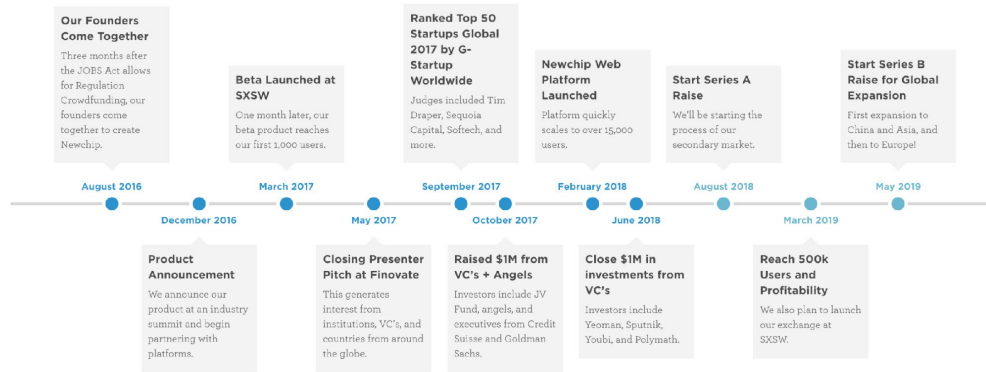 Our Founders
Come Together
Three months after
the JOBS Act allows
for Regulation
Crowdfunding, our
founders come
together to create
Newchip.
August 2016
December 2016
Product
Announcement
We announce our
product at an industry
summit and begin
partnering with
platforms.
Beta Launched at
SXSW
One month later, our
beta product reaches
our first 1,000 users.
March 2017
May 2017
Closing Presenter
Pitch at Finovate
This generates
interest from
institutions, VC's, and
countries from around
the globe.
Ranked Top 50
Startups Global
2017 by G-
Startup
Worldwide
Judges included Tim
Draper, Sequoia
Capital, Softech, and
more.
September 2017
October 2017
Raised $1M from
VC's + Angels
Investors include JV
Fund, angels, and
executives from Credit
Suisse and Goldman
Sachs.
Newchip Web
Platform
Launched
Platform quickly
scales to over 15,000
users.
February 2018
June 2018
Close $1M in
investments from
VC's
Investors include
Yeoman, Sputnik,
Youbi, and Polymath.
Start Series A
Raise
We'll be starting the
process of our
secondary market.
August 2018
March 2019
Reach 500k
Users and
Profitability
We also plan to launch
our exchange at
SXSW.
Start Series B
Raise for Global
Expansion
First expansion to
China and Asia, and
then to Europe!
May 2019